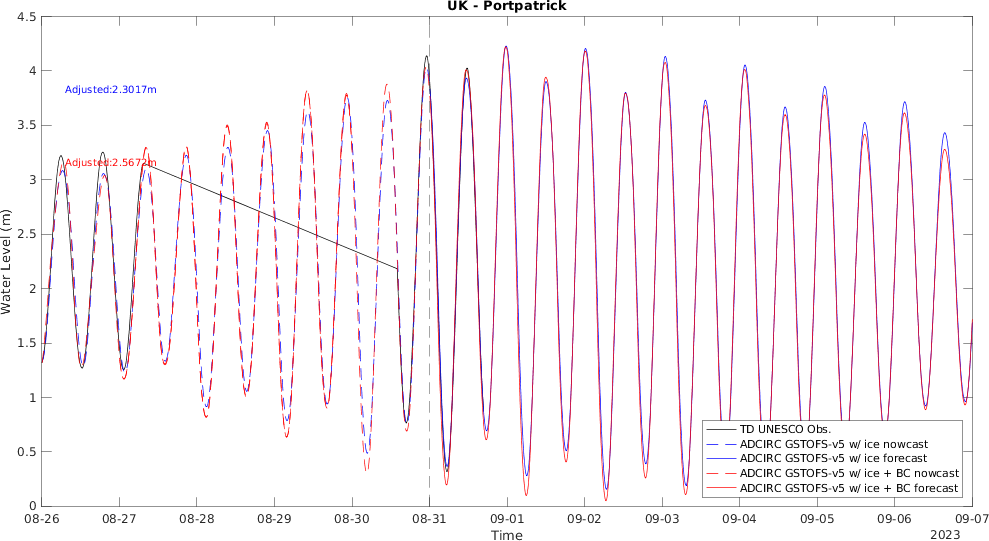 UK - Portpatrick
4.5
4
3.5
3
2.5
2
1.5
1
0.5
0
Water Level (m)
Adjusted:2.3017m
Adjusted:2.5677m
TD UNESCO Obs.
ADCIRC GSTOFS-v5 w/ ice nowcast
ADCIRC GSTOFS-v5 w/ ice forecast
ADCIRC GSTOFS-v5 w/ ice + BC nowcast
ADCIRC GSTOFS-v5 w/ ice + BC forecast
08-26 08-27 08-28 08-29 08-30 08-31 09-01 09-02 09-03 09-04 09-05 09-06 09-07
Time
2023